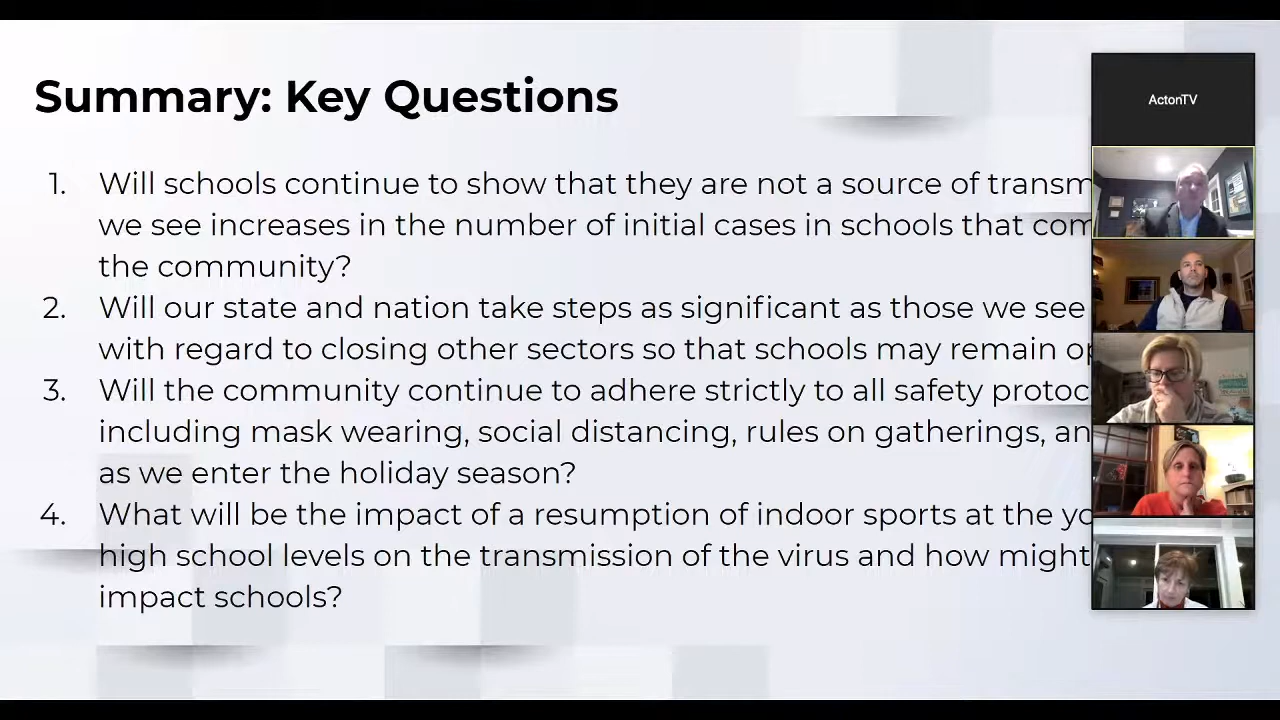 Summary: Key Questions
ActonTV
1. Will schools continue to show that they are not a source of
we see increases in the number of initial cases in schools that
the community?
2. Will our state and nation take steps as significant as those we see
with regard to closing other sectors so that schools may remain
3. Will the community continue to adhere strictly to all safety
including mask wearing, social distancing, rules on gatherings,
as we enter the holiday season?
4. What will be the impact of a resumption of indoor sports at the
high school levels on the transmission of the virus and how might
impact schools?